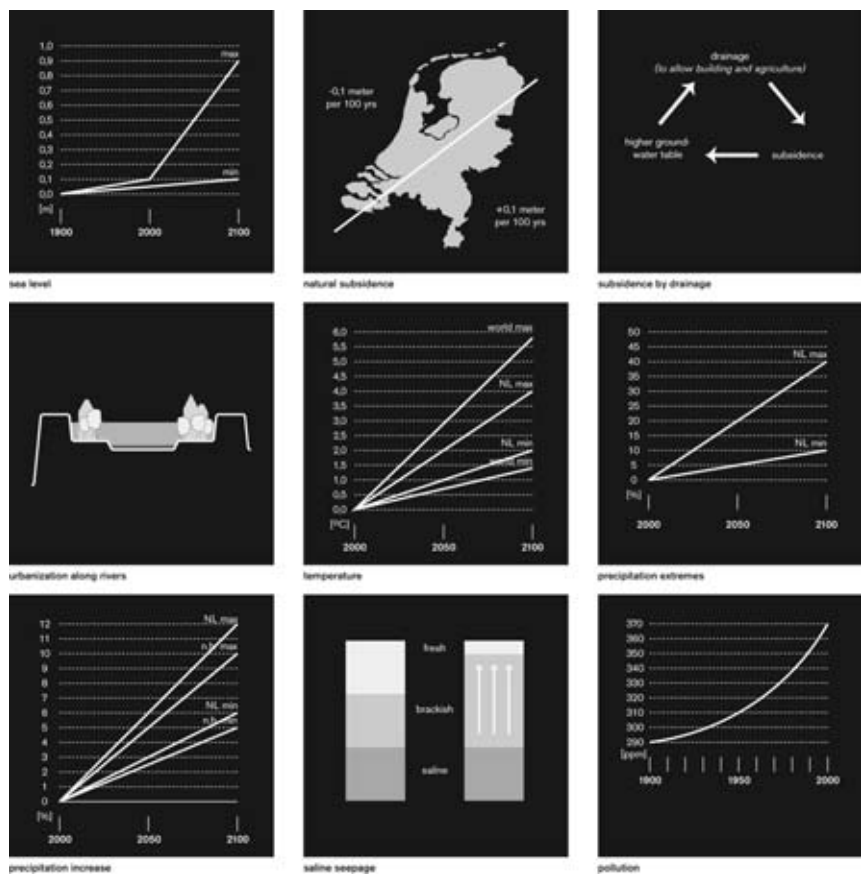 1,0
0,9
0,8
0,7
0,6
0,5
0,4
0,3
0,2
0,1
0,0
[m]
max
min
1900 2000 2100
sea level
-0,1 meter
per 100 yrs
+0,1 meter
per 100 yrs
natural subsidence
drainage
(to allow building and agriculture)
higher ground-
water table
subsidence
subsidence by drainage
urbanization along rivers
6,0
5,5
5,0
4,5
4,0
3,5
3,0
2,5
2,0
1,5
1,0
0,5
0,0
[ºC]
world max
NL max
NL min
world min
2000 2050 2100
temperature
50
45
40
35
30
25
20
15
10
5
0
[%]
NL max
NL min
2000 2050 2100
precipitation extremes
12
11
10
9
8
7
6
5
4
3
2
1
0
[%]
NL max
n.h. max
NL min
n.h. min
2000 2050 2100
precipitation increase
fresh
brackish
saline
saline seepage
370
360
350
340
330
320
310
300
290
[ppm]
1900 1950 2000
pollution